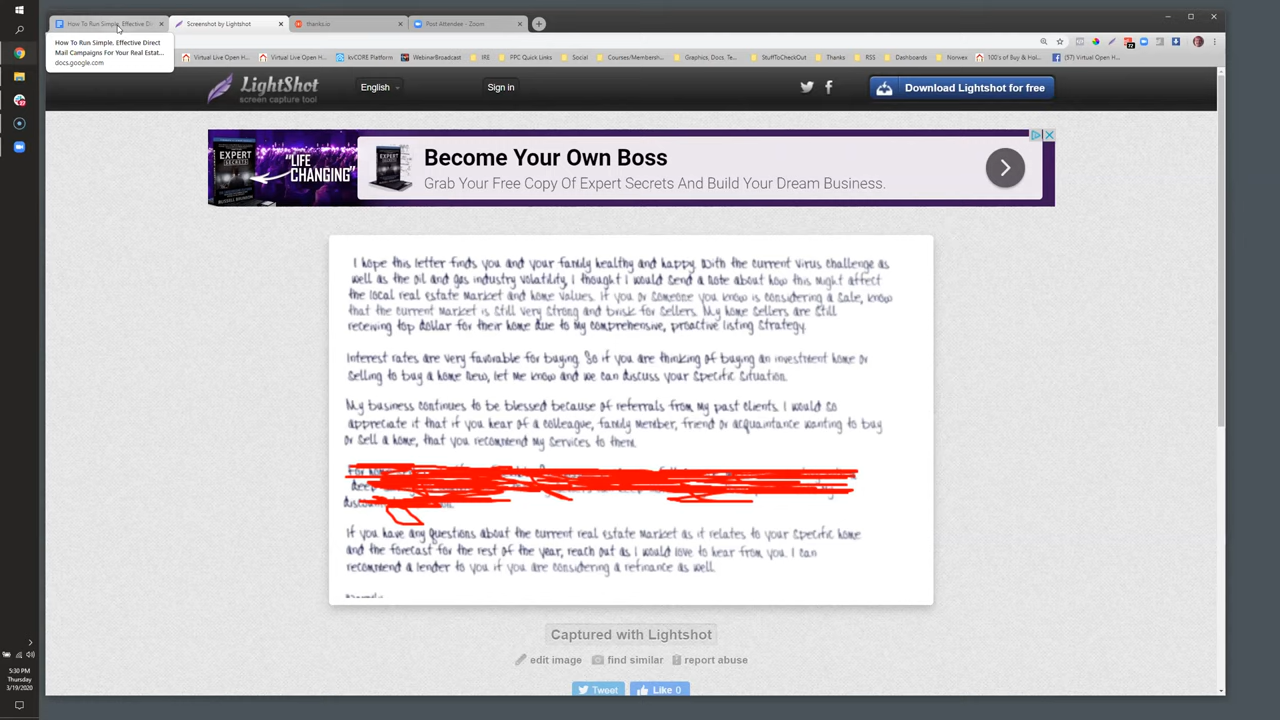 How To Run Simple, Effective Di
Screenshot by Lightshot
thanks.io
Post Attendee - Zoom
How To Run Simple, Effective Direct
Mail Campaigns For Your Real Estat...
docs.google.com
Virtual Live Open H...
Virtual Live Open H...
kvCORE Platform
WebinarBroadcast
IRE
PPC Quick Links
Social
Courses/Membersh...
Graphics, Docs, Te...
StuffToCheckOut
Thanks
RSS
Dashboards
Norwex
100's of Buy & Hol...
(57) Virtual Open H...
LightShot
screen capture tool
English
Sign in
Download Lightshot for free
EXPERT
SECRETS
"LIFE
CHANGING"
RUSSELL BRUNSON
Become Your Own Boss
Grab Your Free Copy Of Expert Secrets And Build Your Dream Business.
I hope this letter finds you and your family healthy and happy. With the current virus challenge as
well as the oil and gas industry volatility, I thought I would send a note about how this might affect
the local real estate market and home values. If you or someone you know is considering a sale, know
that the current market is still very strong and brisk for sellers. My home sellers are still
receiving top dollar for their home due to my comprehensive, proactive listing strategy.
Interest rates are very favorable for buying. So if you are thinking of buying an investment home or
selling to buy a home new, let me know and we can discuss your specific situation.
My business continues to be blessed because of referrals from my past clients. I would so
appreciate it that if you hear of a colleague, family member, friend or acquaintance wanting to buy
or sell a home, that you recommend my services to them.
If you have any questions about the current real estate market as it relates to your specific home
and the forecast for the rest of the year, reach out as I would love to hear from you. I can
recommend a lender to you if you are considering a refinance as well.
Captured with Lightshot
edit image
find similar
report abuse
Tweet
Like 0
5:30 PM
Thursday
3/19/2020